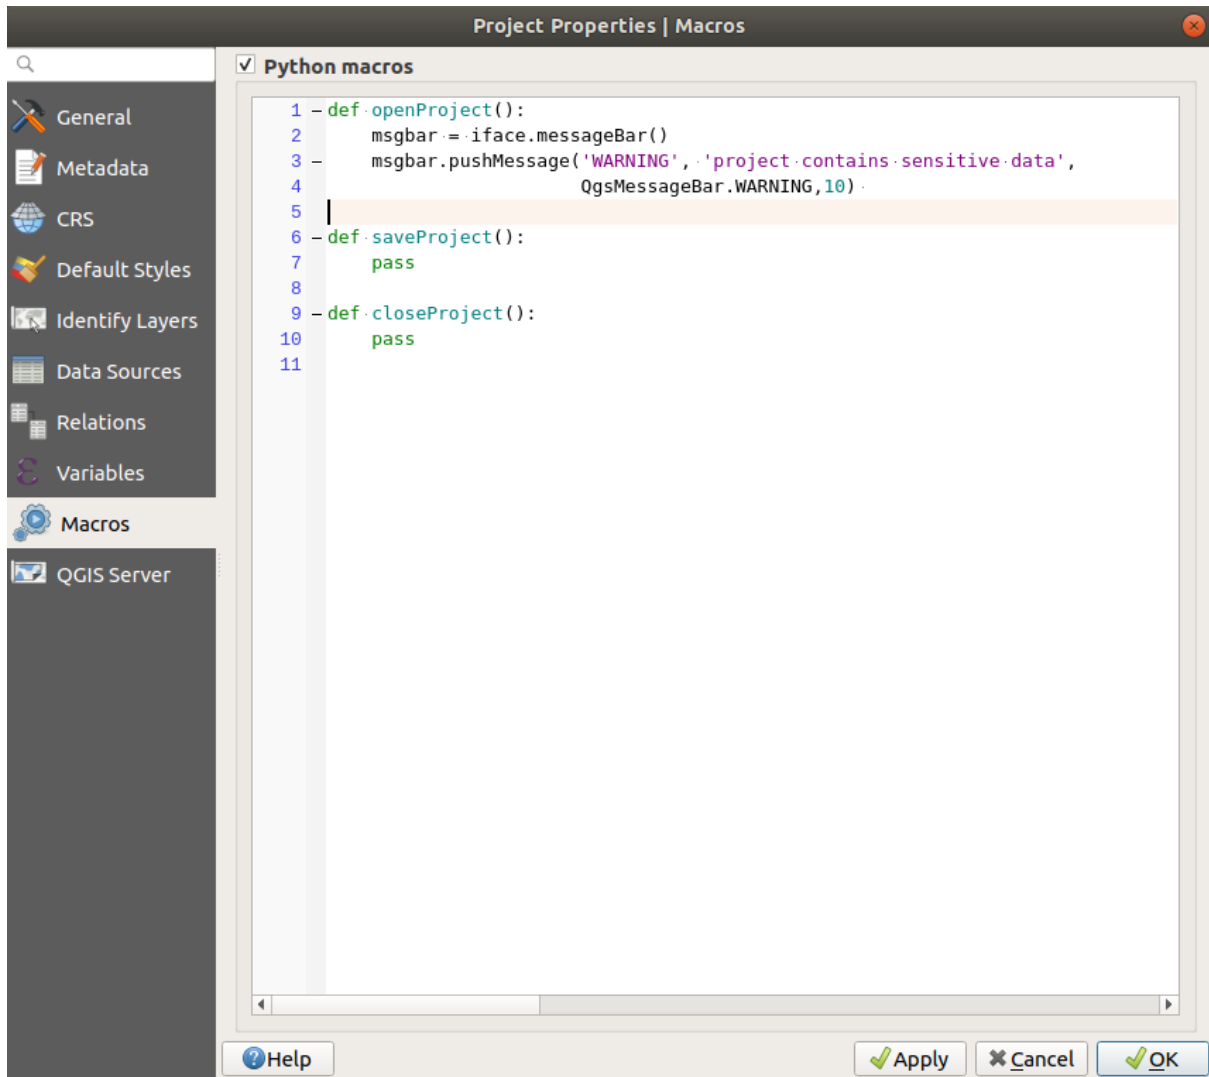 Project Properties | Macros
General
Metadata
CRS
Default Styles
Identify Layers
Data Sources
Relations
Variables
Macros
QGIS Server
Python macros
1 def openProject():
2     msgbar = iface.messageBar()
3     msgbar.pushMessage('WARNING', 'project contains sensitive data',
4                        QgsMessageBar.WARNING,10)
5
6 def saveProject():
7     pass
8
9 def closeProject():
10     pass
11
Help
Apply
Cancel
OK